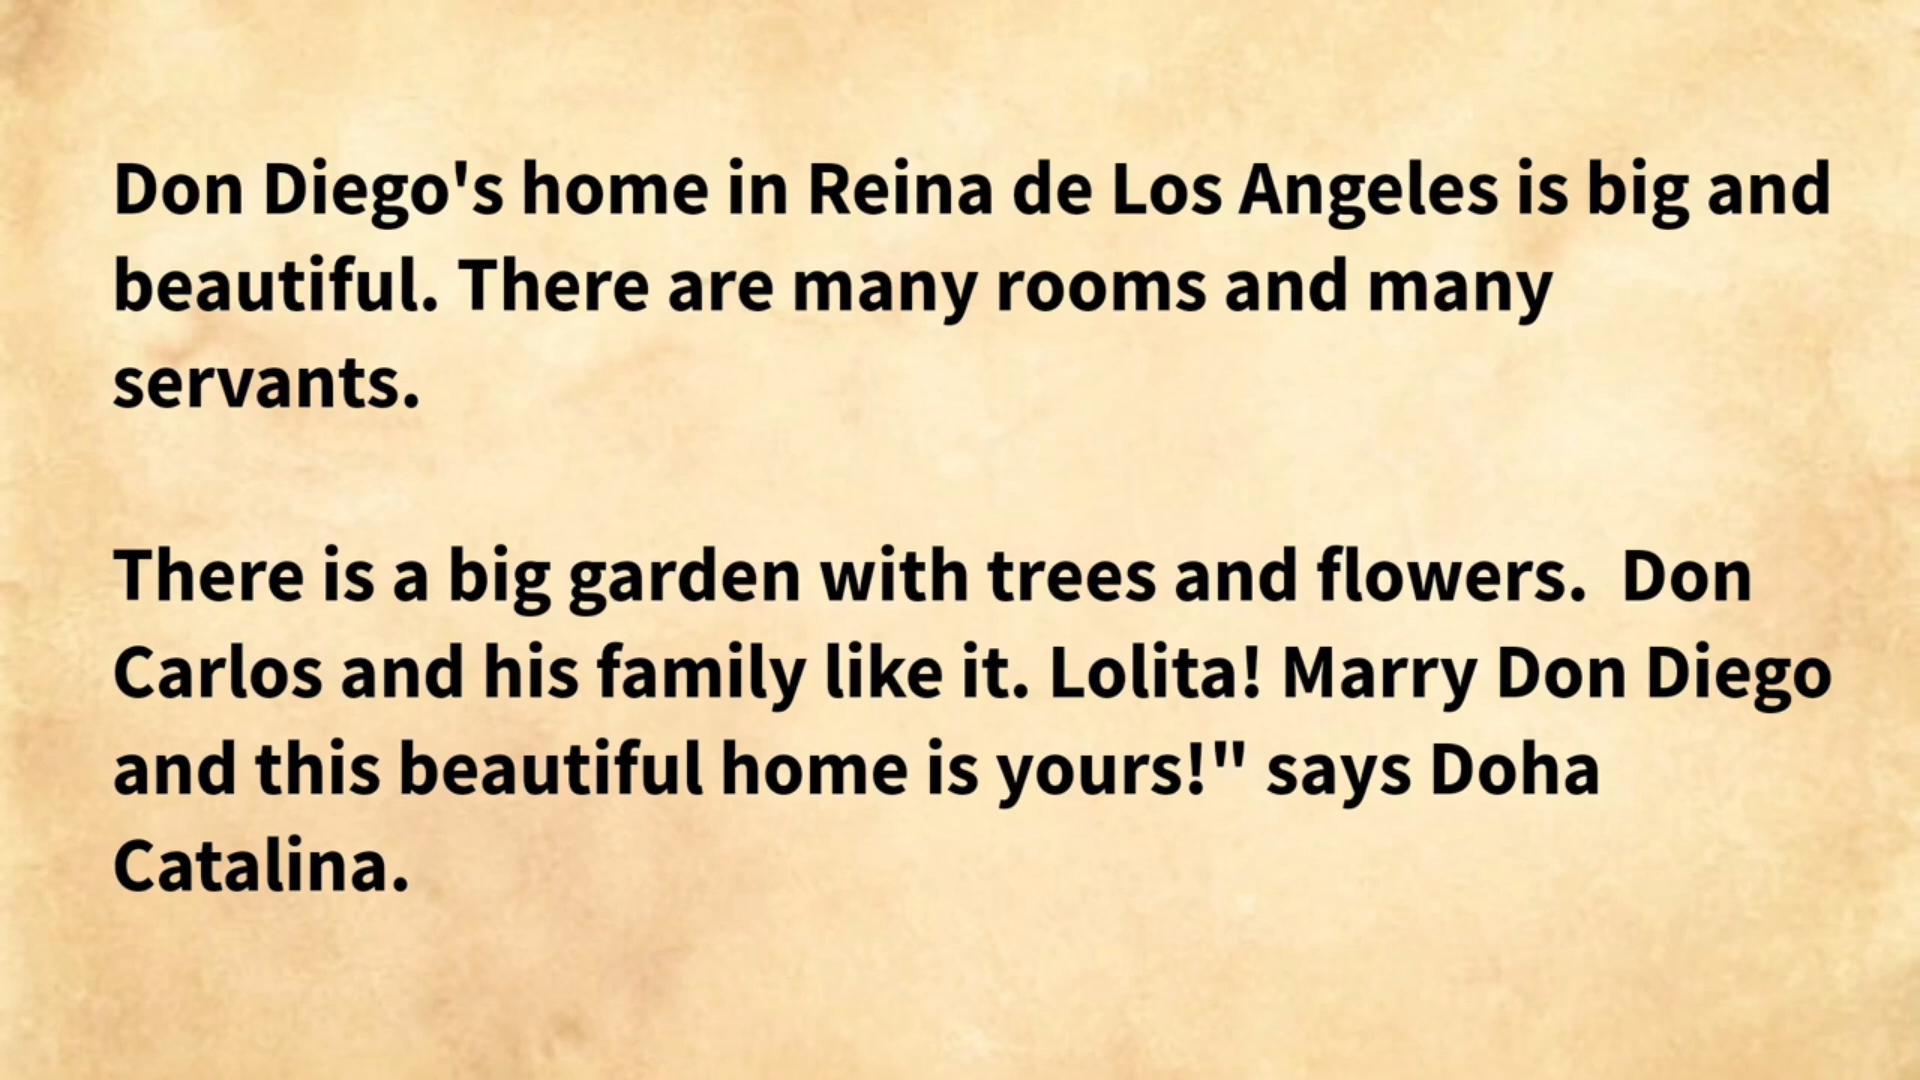 Don Diego's home in Reina de Los Angeles is big and
beautiful. There are many rooms and many
servants.
There is a big garden with trees and flowers.  Don
Carlos and his family like it. Lolita! Marry Don Diego
and this beautiful home is yours!" says Doha
Catalina.